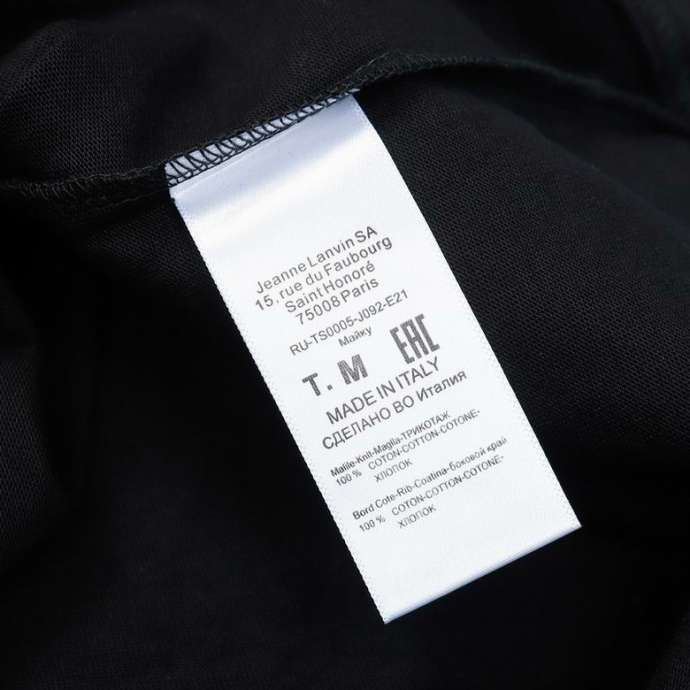 Jeanne Lanvin SA
15, rue du Faubourg
Saint Honoré
75008 Paris
RU-TS0005-J092-E21
Майку
T. M EAC
MADE IN ITALY
СДЕЛАНО ВО Италия
Maille-Knit-Maglia-ТРИКОТАЖ
100 % COTON-COTTON-COTONE-
ХЛОПОК
Bord Cote-Rib-Coatina-боковой край
100 % COTON-COTTON-COTONE-
ХЛОПОК